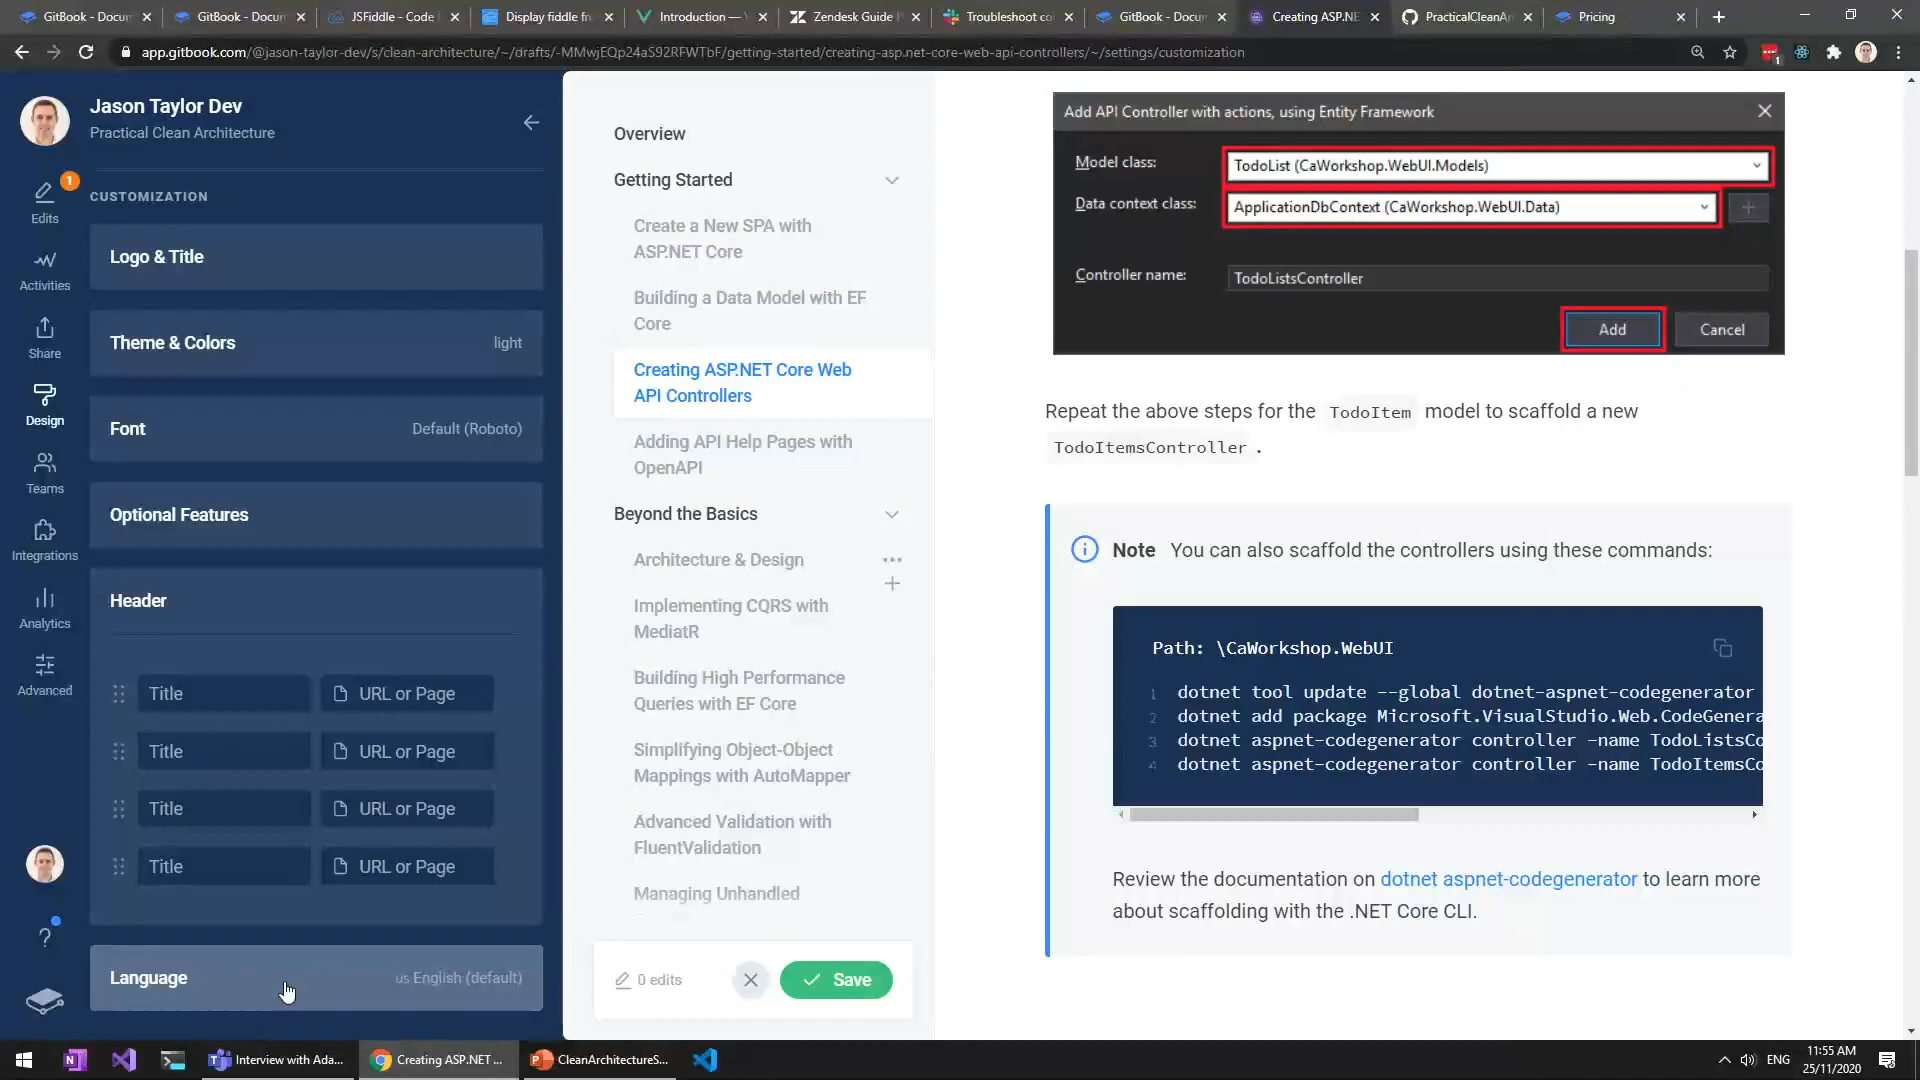 GitBook - Docum
GitBook - Docum
JSFiddle - Code
Display fiddle fr
Introduction —
Zendesk Guide
Troubleshoot co
GitBook - Docum
Creating ASP.NE
PracticalCleanAr
Pricing
app.gitbook.com/@jason-taylor-dev/s/clean-architecture/~/drafts/-MMwjEQp24aS92RFWTbF/getting-started/creating-asp.net-core-web-api-controllers/~/settings/customization
Jason Taylor Dev
Practical Clean Architecture
1
Edits
Activities
Share
Design
Teams
Integrations
Analytics
Advanced
?
CUSTOMIZATION
Logo & Title
Theme & Colors light
Font Default (Roboto)
Optional Features
Header
Title URL or Page
Title URL or Page
Title URL or Page
Title URL or Page
Language us English (default)
Overview
Getting Started
Create a New SPA with
ASP.NET Core
Building a Data Model with EF
Core
Creating ASP.NET Core Web
API Controllers
Adding API Help Pages with
OpenAPI
Beyond the Basics
Architecture & Design
Implementing CQRS with
MediatR
Building High Performance
Queries with EF Core
Simplifying Object-Object
Mappings with AutoMapper
Advanced Validation with
FluentValidation
Managing Unhandled
0 edits
Save
Add API Controller with actions, using Entity Framework
Model class: TodoList (CaWorkshop.WebUI.Models)
Data context class: ApplicationDbContext (CaWorkshop.WebUI.Data)
Controller name: TodoListsController
Add Cancel
Repeat the above steps for the TodoItem model to scaffold a new
TodoItemsController .
Note You can also scaffold the controllers using these commands:
Path: \CaWorkshop.WebUI
1 dotnet tool update --global dotnet-aspnet-codegenerator
2 dotnet add package Microsoft.VisualStudio.Web.CodeGenera
3 dotnet aspnet-codegenerator controller -name TodoListsCo
4 dotnet aspnet-codegenerator controller -name TodoItemsCo
Review the documentation on dotnet aspnet-codegenerator to learn more
about scaffolding with the .NET Core CLI.
Interview with Ada...
Creating ASP.NET ...
CleanArchitectureS...
ENG
11:55 AM
25/11/2020